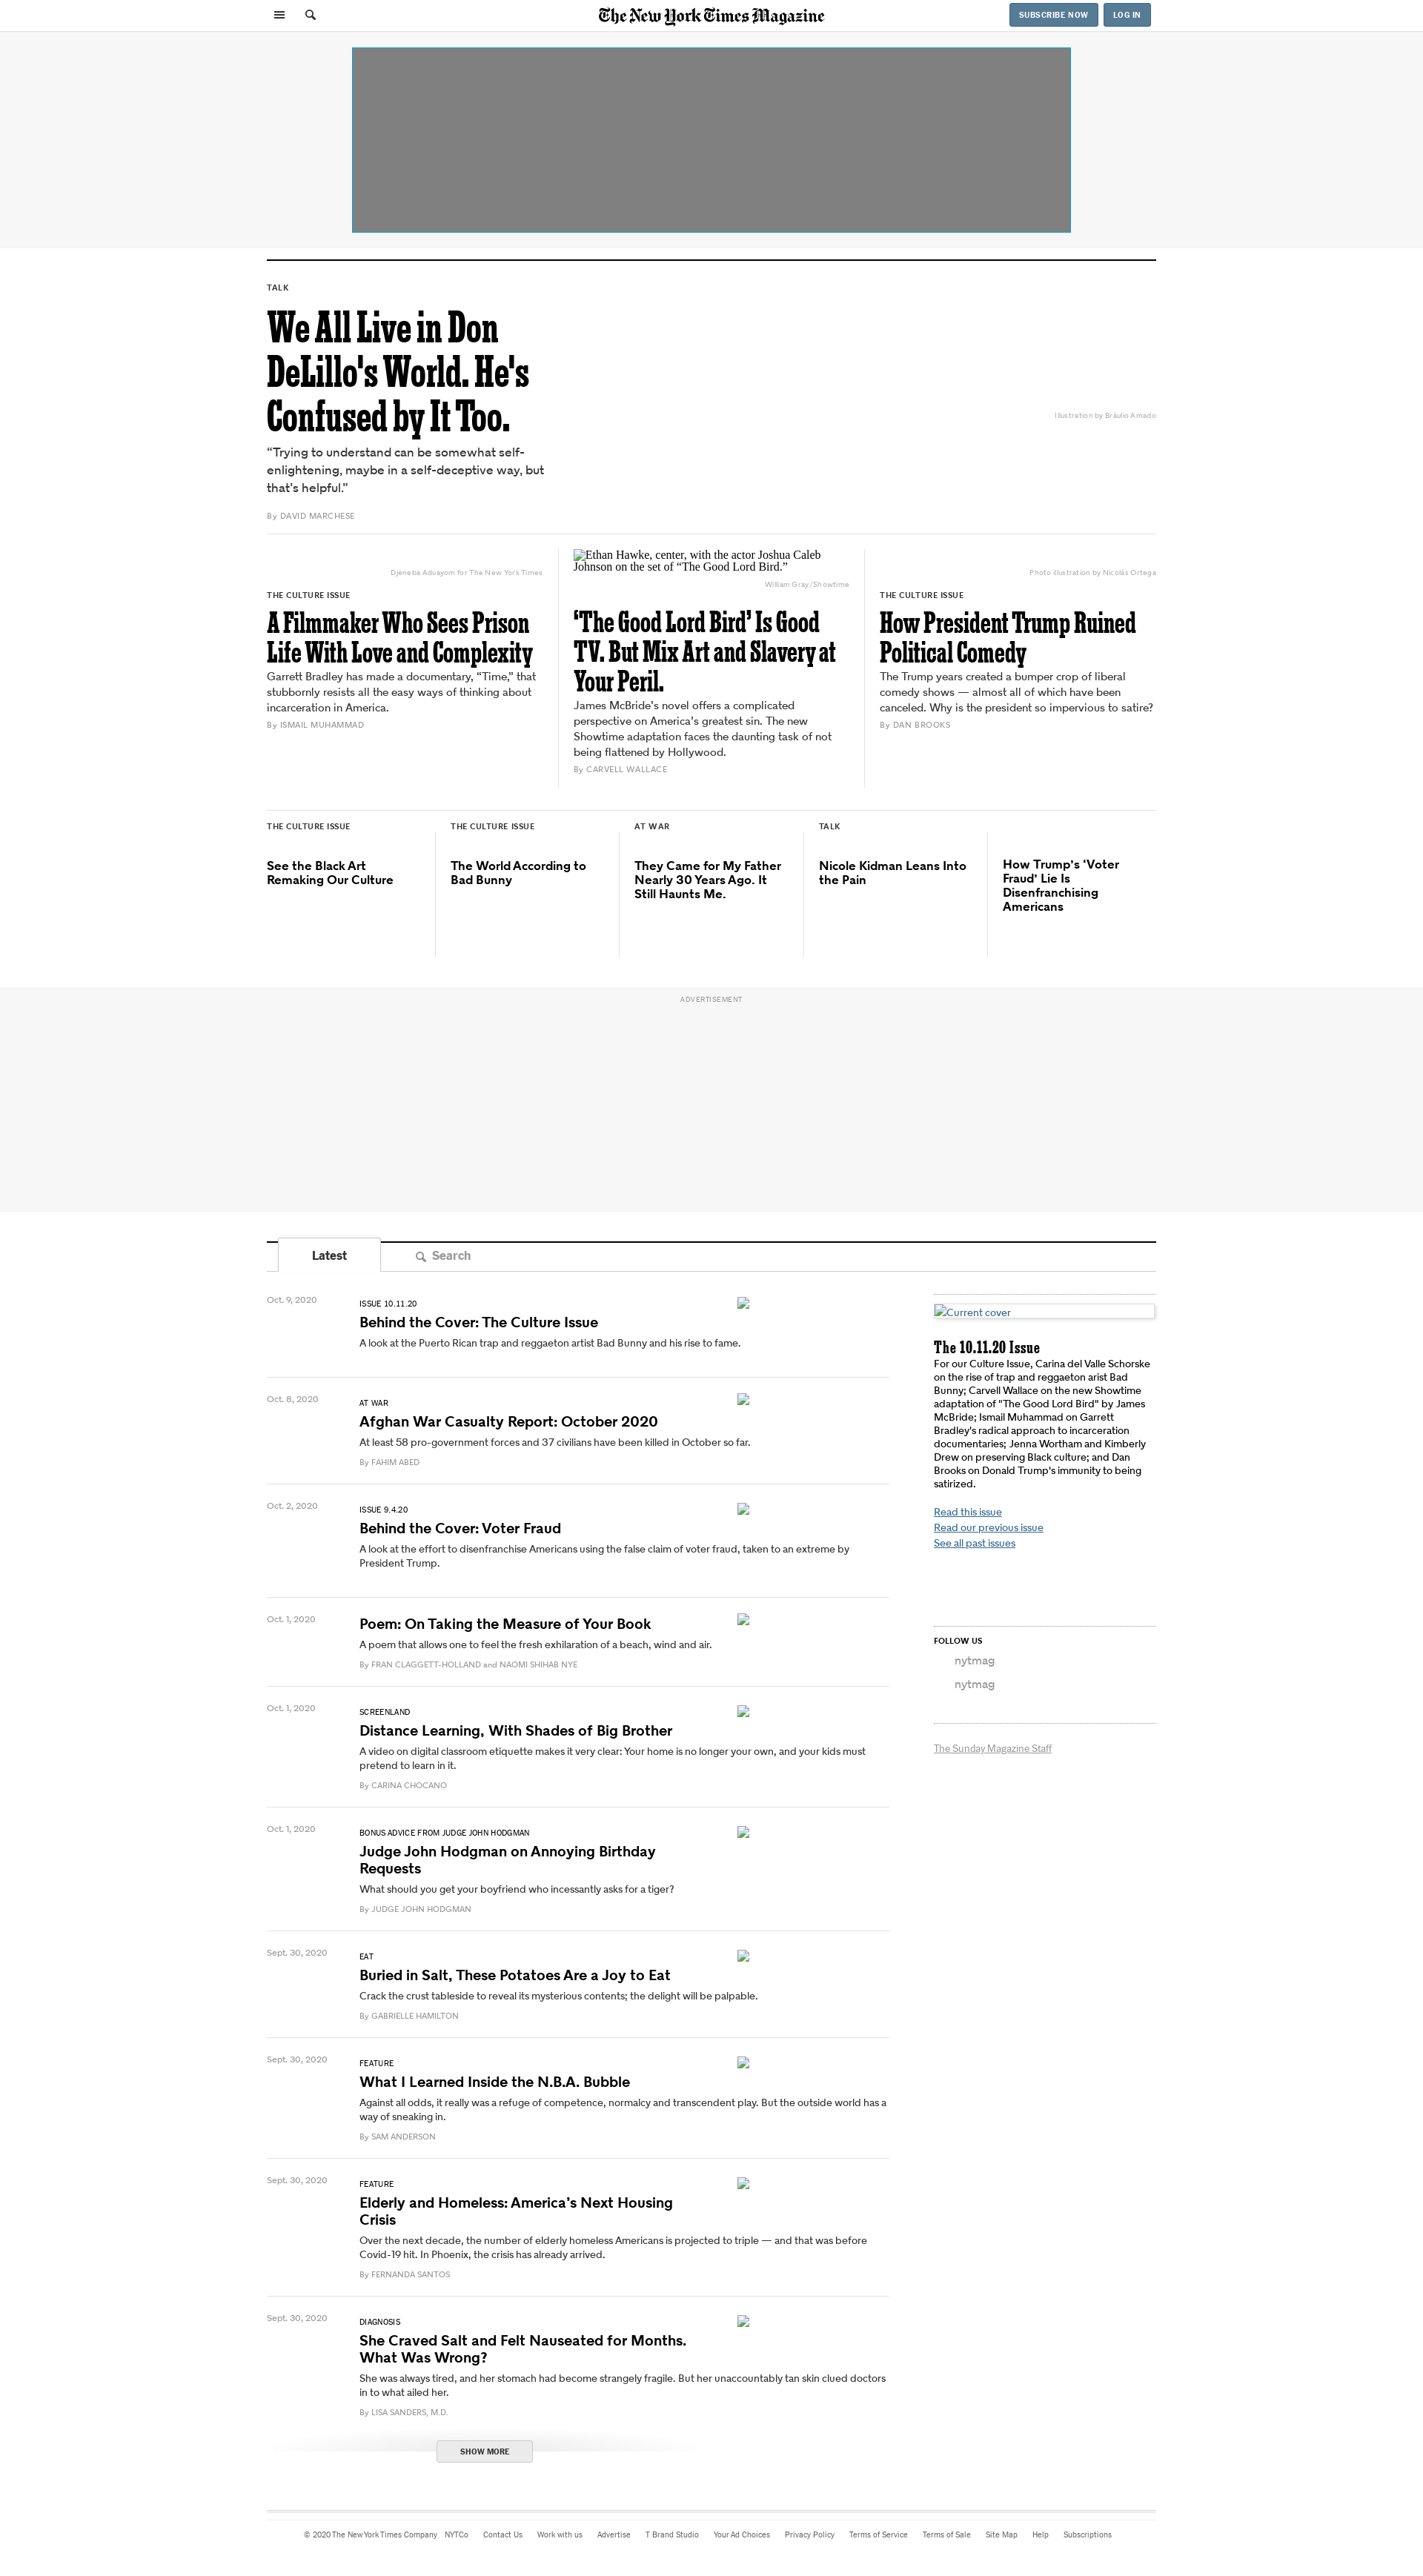 The New York Times Magazine
SUBSCRIBE NOW
LOG IN
TALK
We All Live in Don
DeLillo's World. He's
Confused by It Too.
“Trying to understand can be somewhat self-
enlightening, maybe in a self-deceptive way, but
that's helpful.”
By DAVID MARCHESE
Illustration by Bráulio Amado
Djeneba Aduayom for The New York Times
THE CULTURE ISSUE
A Filmmaker Who Sees Prison
Life With Love and Complexity
Garrett Bradley has made a documentary, “Time,” that
stubbornly resists all the easy ways of thinking about
incarceration in America.
By ISMAIL MUHAMMAD
Ethan Hawke, center, with the actor Joshua Caleb
Johnson on the set of “The Good Lord Bird.”
William Gray/Showtime
‘The Good Lord Bird’ Is Good
TV. But Mix Art and Slavery at
Your Peril.
James McBride’s novel offers a complicated
perspective on America’s greatest sin. The new
Showtime adaptation faces the daunting task of not
being flattened by Hollywood.
By CARVELL WALLACE
Photo illustration by Nicolás Ortega
THE CULTURE ISSUE
How President Trump Ruined
Political Comedy
The Trump years created a bumper crop of liberal
comedy shows — almost all of which have been
canceled. Why is the president so impervious to satire?
By DAN BROOKS
THE CULTURE ISSUE
See the Black Art
Remaking Our Culture
THE CULTURE ISSUE
The World According to
Bad Bunny
AT WAR
They Came for My Father
Nearly 30 Years Ago. It
Still Haunts Me.
TALK
Nicole Kidman Leans Into
the Pain
How Trump’s ‘Voter
Fraud’ Lie Is
Disenfranchising
Americans
ADVERTISEMENT
Latest
Search
Oct. 9, 2020
ISSUE 10.11.20
Behind the Cover: The Culture Issue
A look at the Puerto Rican trap and reggaeton artist Bad Bunny and his rise to fame.
Oct. 8, 2020
AT WAR
Afghan War Casualty Report: October 2020
At least 58 pro-government forces and 37 civilians have been killed in October so far.
By FAHIM ABED
Oct. 2, 2020
ISSUE 9.4.20
Behind the Cover: Voter Fraud
A look at the effort to disenfranchise Americans using the false claim of voter fraud, taken to an extreme by
President Trump.
Oct. 1, 2020
Poem: On Taking the Measure of Your Book
A poem that allows one to feel the fresh exhilaration of a beach, wind and air.
By FRAN CLAGGETT-HOLLAND and NAOMI SHIHAB NYE
Oct. 1, 2020
SCREENLAND
Distance Learning, With Shades of Big Brother
A video on digital classroom etiquette makes it very clear: Your home is no longer your own, and your kids must
pretend to learn in it.
By CARINA CHOCANO
Oct. 1, 2020
BONUS ADVICE FROM JUDGE JOHN HODGMAN
Judge John Hodgman on Annoying Birthday
Requests
What should you get your boyfriend who incessantly asks for a tiger?
By JUDGE JOHN HODGMAN
Sept. 30, 2020
EAT
Buried in Salt, These Potatoes Are a Joy to Eat
Crack the crust tableside to reveal its mysterious contents; the delight will be palpable.
By GABRIELLE HAMILTON
Sept. 30, 2020
FEATURE
What I Learned Inside the N.B.A. Bubble
Against all odds, it really was a refuge of competence, normalcy and transcendent play. But the outside world has a
way of sneaking in.
By SAM ANDERSON
Sept. 30, 2020
FEATURE
Elderly and Homeless: America’s Next Housing
Crisis
Over the next decade, the number of elderly homeless Americans is projected to triple — and that was before
Covid-19 hit. In Phoenix, the crisis has already arrived.
By FERNANDA SANTOS
Sept. 30, 2020
DIAGNOSIS
She Craved Salt and Felt Nauseated for Months.
What Was Wrong?
She was always tired, and her stomach had become strangely fragile. But her unaccountably tan skin clued doctors
in to what ailed her.
By LISA SANDERS, M.D.
SHOW MORE
Current cover
The 10.11.20 Issue
For our Culture Issue, Carina del Valle Schorske
on the rise of trap and reggaeton arist Bad
Bunny; Carvell Wallace on the new Showtime
adaptation of "The Good Lord Bird" by James
McBride; Ismail Muhammad on Garrett
Bradley's radical approach to incarceration
documentaries; Jenna Wortham and Kimberly
Drew on preserving Black culture; and Dan
Brooks on Donald Trump's immunity to being
satirized.
Read this issue
Read our previous issue
See all past issues
FOLLOW US
nytmag
nytmag
The Sunday Magazine Staff
© 2020 The New York Times Company NYTCo Contact Us Work with us Advertise T Brand Studio Your Ad Choices Privacy Policy Terms of Service Terms of Sale Site Map Help Subscriptions